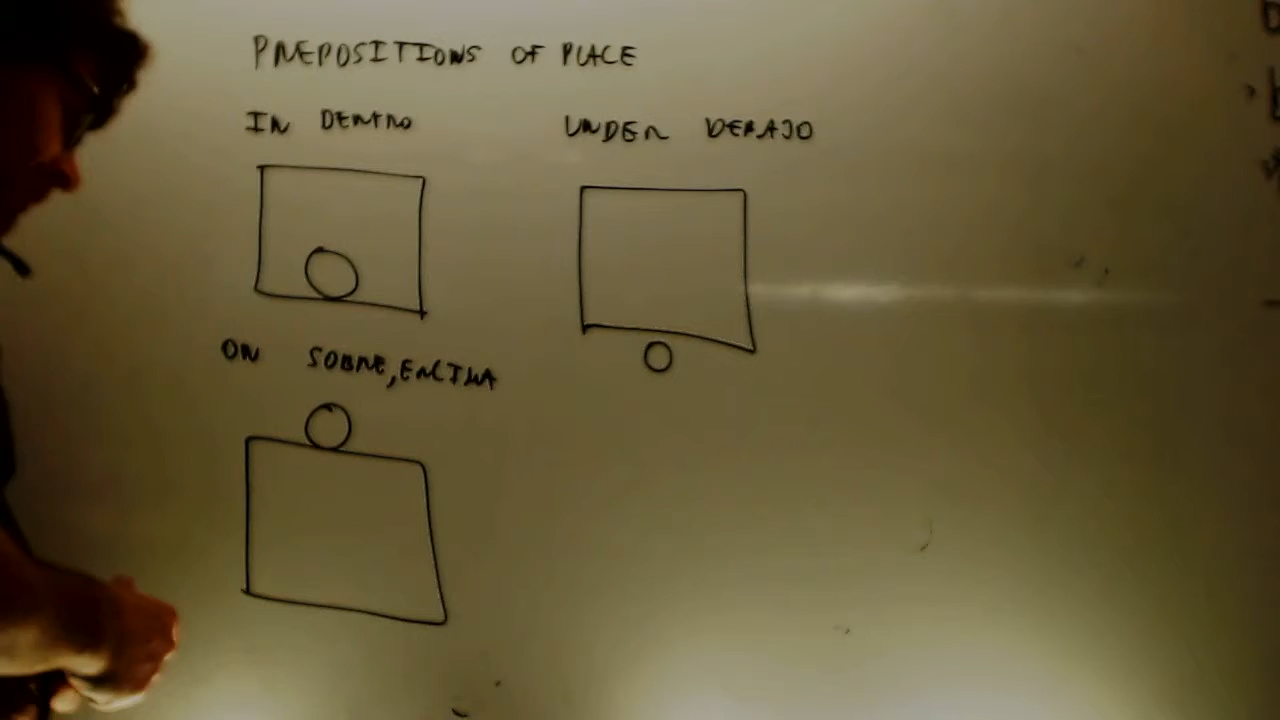 PREPOSITIONS OF PLACE
IN DENTRO
UNDER DEBAJO
ON SOBRE, ENCIMA